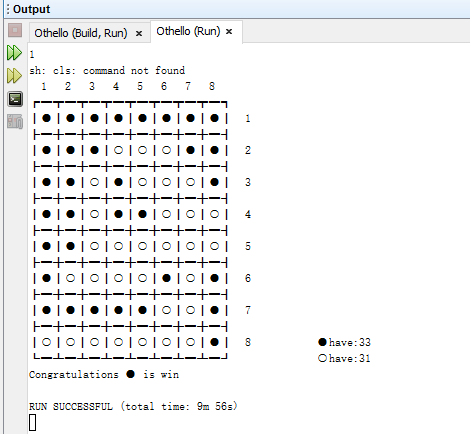 Output
Othello (Build, Run) × Othello (Run) ×
1
sh: cls: command not found
1 2 3 4 5 6 7 8
|●|●|●|●|●|●|●|●| 1
|●|●|●|○|○|○|●|●| 2
|●|●|○|●|○|○|○|●| 3
|●|●|○|●|●|○|○|○| 4
|●|●|○|○|○|○|○|○| 5
|●|○|○|○|○|●|○|●| 6
|●|●|●|●|●|○|○|●| 7
|○|○|○|○|○|○|○|●| 8 ●have:33
○have:31
Congratulations ● is win
RUN SUCCESSFUL (total time: 9m 56s)